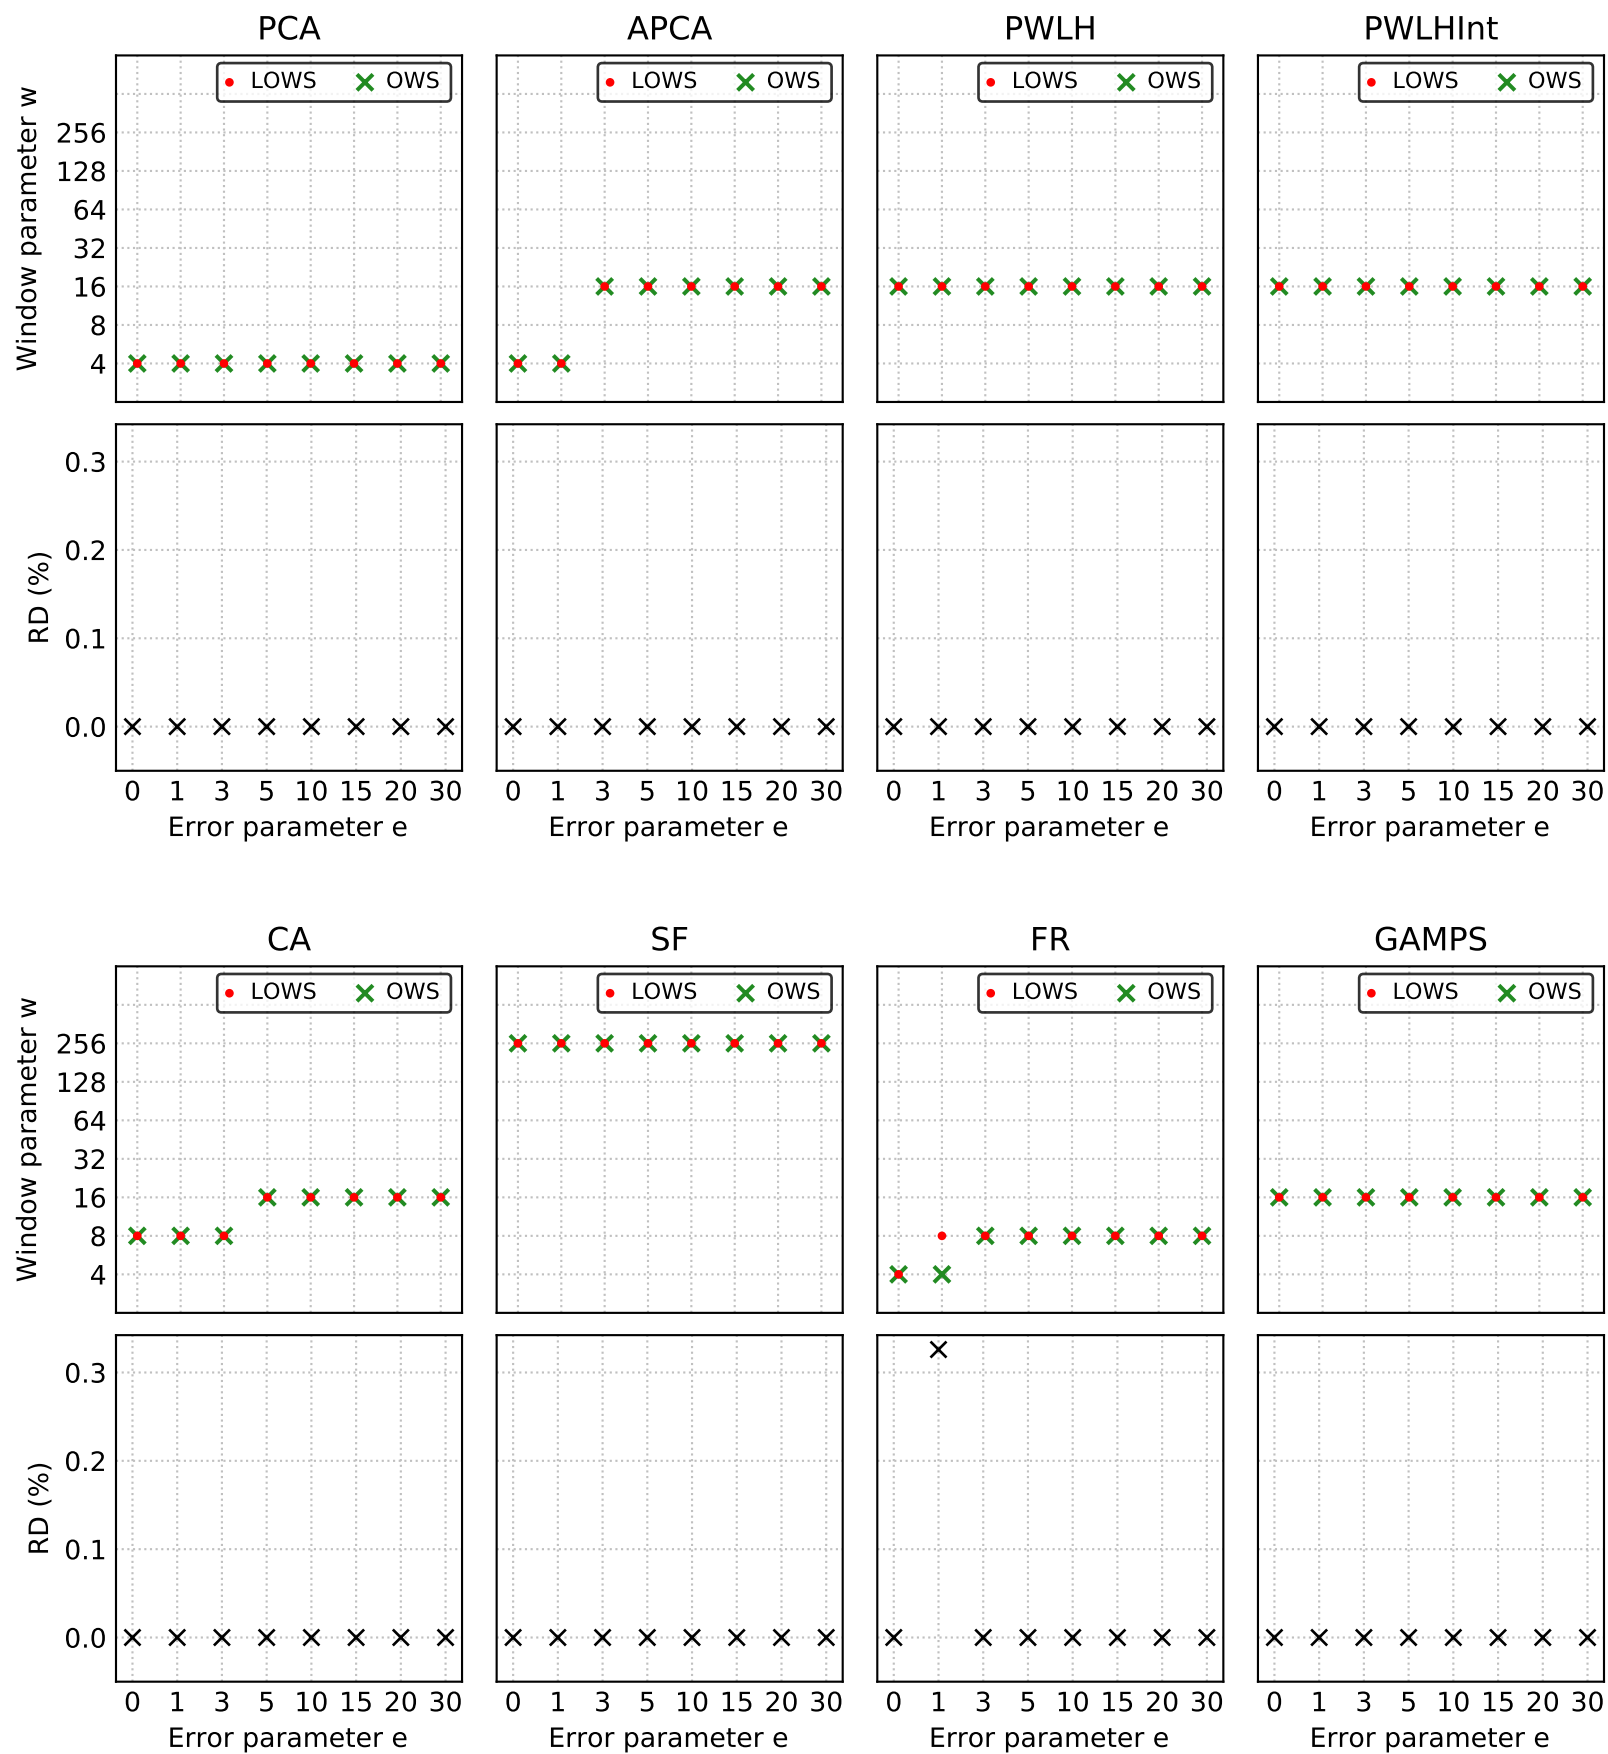 PCA APCA PWLH PWLHInt
LOWS OWS LOWS OWS LOWS OWS LOWS OWS
Window parameter w
256
128
64
32
16
8
4
RD (%)
0.3
0.2
0.1
0.0
0 1 3 5 10 15 20 30 0 1 3 5 10 15 20 30 0 1 3 5 10 15 20 30 0 1 3 5 10 15 20 30
Error parameter e Error parameter e Error parameter e Error parameter e
CA SF FR GAMPS
LOWS OWS LOWS OWS LOWS OWS LOWS OWS
Window parameter w
256
128
64
32
16
8
4
RD (%)
0.3
0.2
0.1
0.0
0 1 3 5 10 15 20 30 0 1 3 5 10 15 20 30 0 1 3 5 10 15 20 30 0 1 3 5 10 15 20 30
Error parameter e Error parameter e Error parameter e Error parameter e